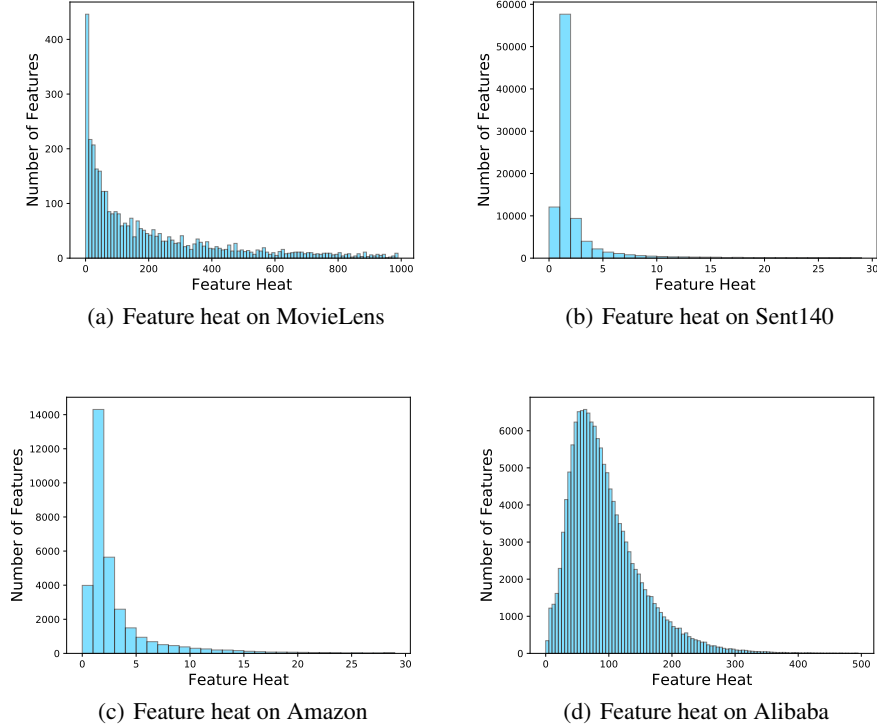 Number of Features
400
300
200
100
0
0 200 400 600 800 1000
Feature Heat
(a) Feature heat on MovieLens
Number of Features
60000
50000
40000
30000
20000
10000
0
0 5 10 15 20 25 30
Feature Heat
(b) Feature heat on Sent140
Number of Features
14000
12000
10000
8000
6000
4000
2000
0
0 5 10 15 20 25 30
Feature Heat
(c) Feature heat on Amazon
Number of Features
6000
5000
4000
3000
2000
1000
0
0 100 200 300 400 500
Feature Heat
(d) Feature heat on Alibaba